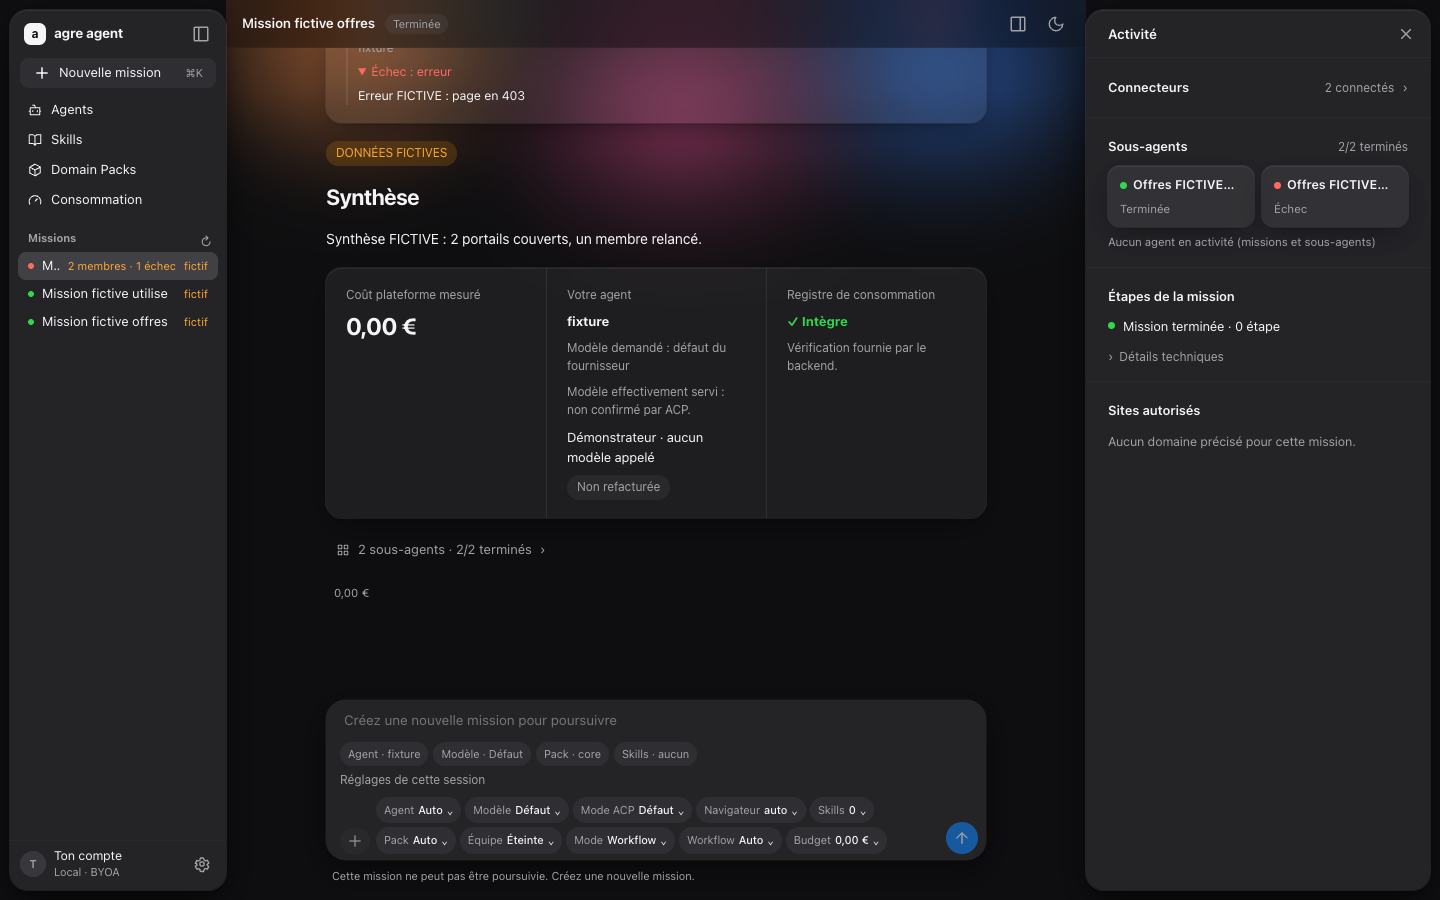 a agre agent
Nouvelle mission ⌘K
Agents
Skills
Domain Packs
Consommation
Missions
M.. 2 membres · 1 échec fictif
Mission fictive utilise fictif
Mission fictive offres fictif
T
Ton compte
Local · BYOA
Mission fictive offres Terminée
fixture
▼ Échec : erreur
Erreur FICTIVE : page en 403
DONNÉES FICTIVES
Synthèse
Synthèse FICTIVE : 2 portails couverts, un membre relancé.
Coût plateforme mesuré
0,00 €
Votre agent
fixture
Modèle demandé : défaut du
fournisseur
Modèle effectivement servi :
non confirmé par ACP.
Démonstrateur · aucun
modèle appelé
Non refacturée
Registre de consommation
✓ Intègre
Vérification fournie par le
backend.
2 sous-agents · 2/2 terminés ›
0,00 €
Créez une nouvelle mission pour poursuivre
Agent · fixture Modèle · Défaut Pack · core Skills · aucun
Réglages de cette session
Agent Auto Modèle Défaut Mode ACP Défaut Navigateur auto Skills 0
Pack Auto Équipe Éteinte Mode Workflow Workflow Auto Budget 0,00 €
Cette mission ne peut pas être poursuivie. Créez une nouvelle mission.
Activité
Connecteurs 2 connectés ›
Sous-agents 2/2 terminés
Offres FICTIVE... Offres FICTIVE...
Terminée Échec
Aucun agent en activité (missions et sous-agents)
Étapes de la mission
Mission terminée · 0 étape
› Détails techniques
Sites autorisés
Aucun domaine précisé pour cette mission.